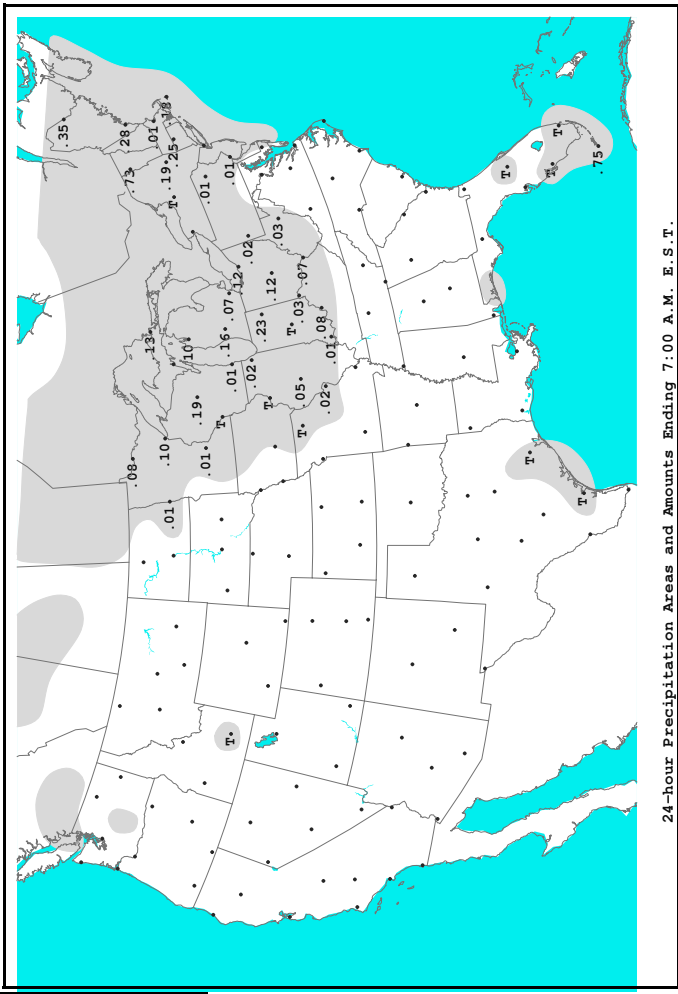 .35
.28
.73
.08
.13
.01
.10
.18
.19
.01
.25
T
.10
.19
.01
.01
T
.16
.07
.01
.01
T
.12
.02
.02
.23
T
.12
.03
T
.03
.05
.07
T
.08
.02
.01
T
T
T
T
T
.75
24-hour Precipitation Areas and Amounts Ending 7:00 A.M. E.S.T.